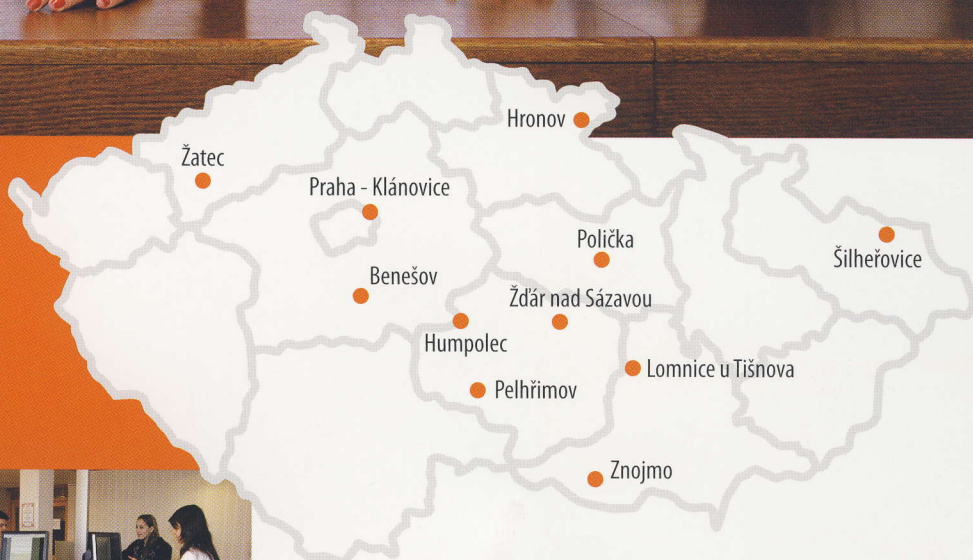 Hronov
Žatec
Praha - Klánovice
Polička
Šilheřovice
Benešov
Žďár nad Sázavou
Humpolec
Lomnice u Tišnova
Pelhřimov
Znojmo